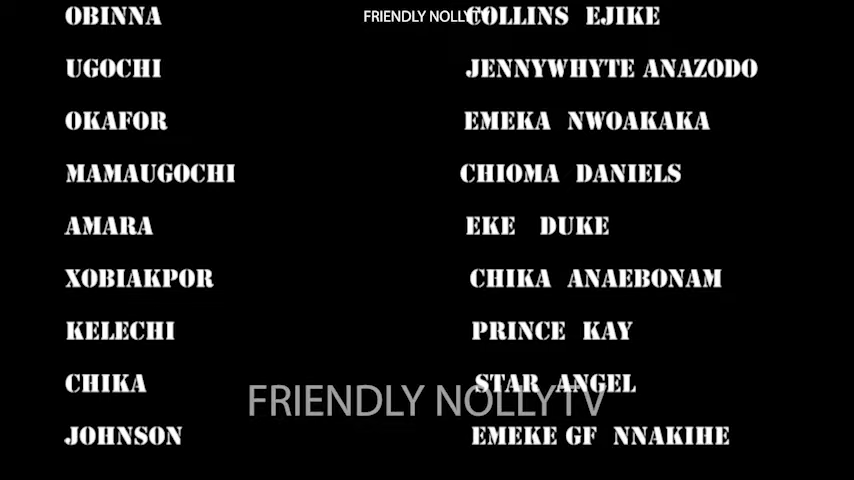 FRIENDLY NOLLYTV
OBINNA COLLINS EJIKE
UGOCHI JENNYWHYTE ANAZODO
OKAFOR EMEKA NWOAKAKA
MAMAUGOCHI CHIOMA DANIELS
AMARA EKE DUKE
XOBIAKPOR CHIKA ANAEBONAM
KELECHI PRINCE KAY
CHIKA STAR ANGEL
FRIENDLY NOLLYTV
JOHNSON EMEKE GF NNAKIHE